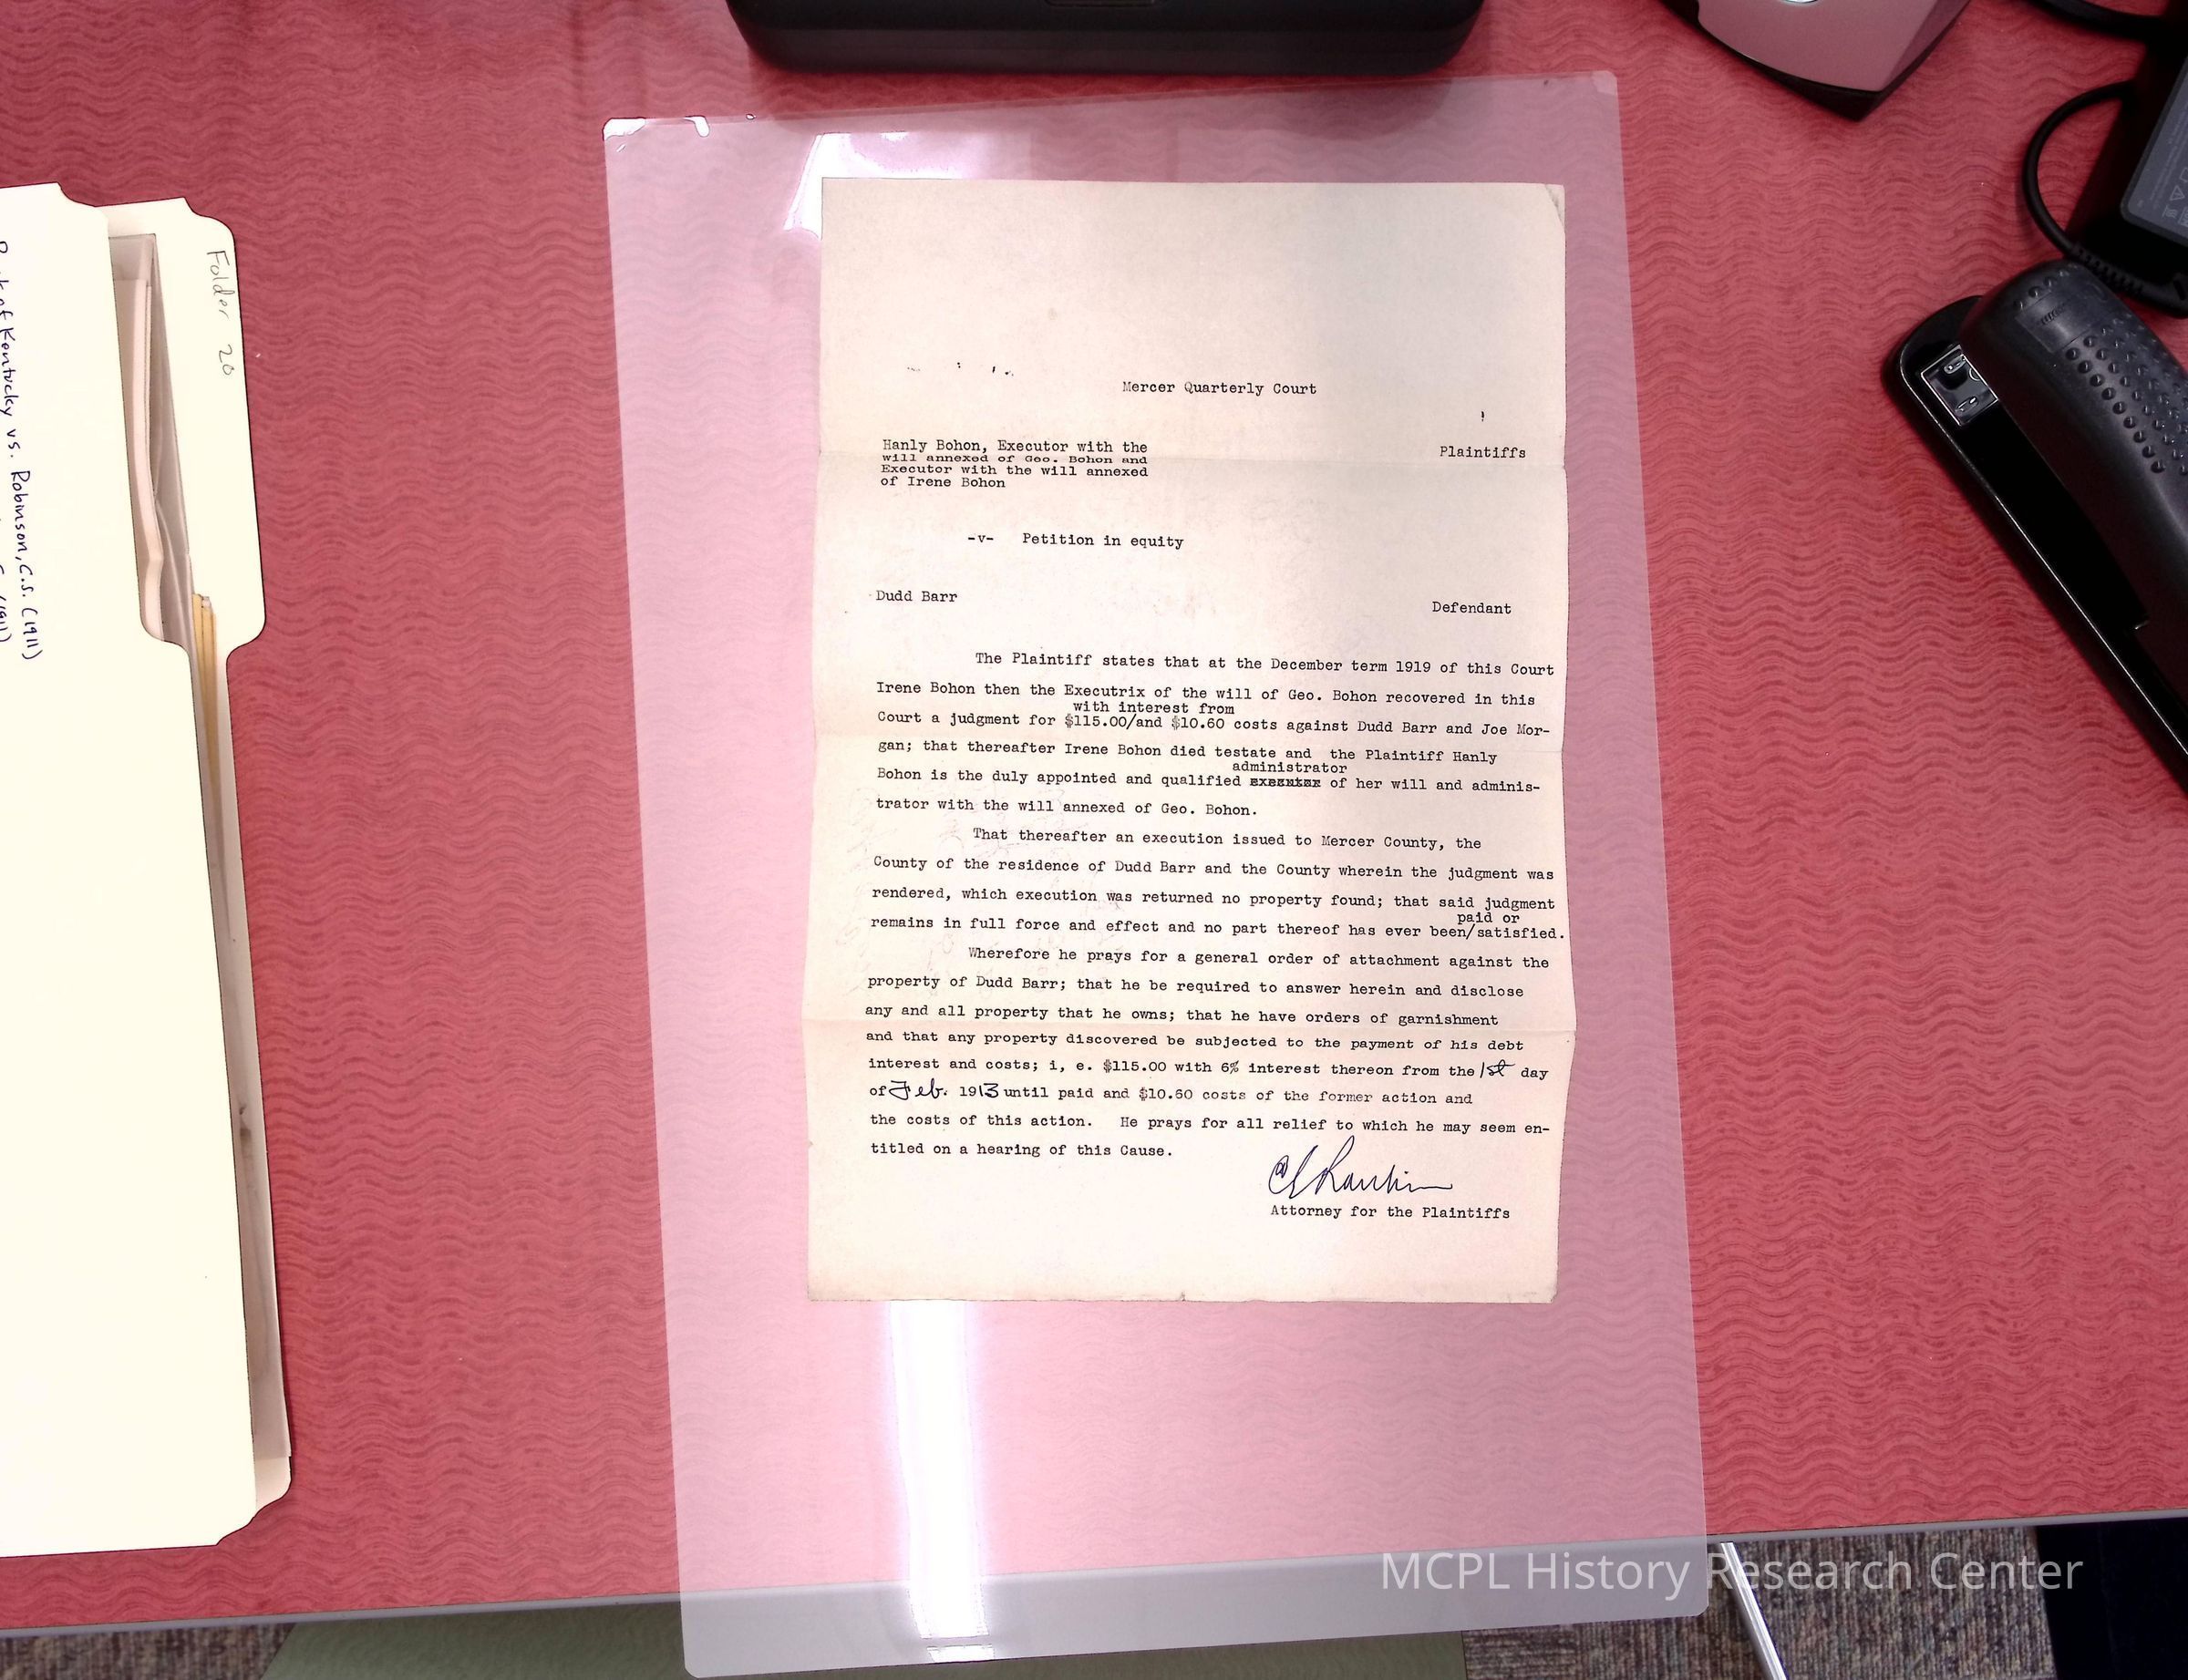 Folder 20
of Kentucky vs. Robinson, C.S. (1911)
(1911)
Mercer Quarterly Court
Hanly Bohon, Executor with the
will annexed of Geo. Bohon and
Executor with the will annexed
of Irene Bohon
Plaintiffs
-v- Petition in equity
Dudd Barr
Defendant
The Plaintiff states that at the December term 1919 of this Court
Irene Bohon then the Executrix of the will of Geo. Bohon recovered in this
with interest from
Court a judgment for $115.00/and $10.60 costs against Dudd Barr and Joe Mor-
gan; that thereafter Irene Bohon died testate and the Plaintiff Hanly
administrator
Bohon is the duly appointed and qualified of her will and adminis-
trator with the will annexed of Geo. Bohon.
That thereafter an execution issued to Mercer County, the
County of the residence of Dudd Barr and the County wherein the judgment was
rendered, which execution was returned no property found; that said judgment
paid or
remains in full force and effect and no part thereof has ever been/satisfied.
Wherefore he prays for a general order of attachment against the
property of Dudd Barr; that he be required to answer herein and disclose
any and all property that he owns; that he have orders of garnishment
and that any property discovered be subjected to the payment of his debt
interest and costs; i, e. $115.00 with 6% interest thereon from the 1st day
of Feb. 1913 until paid and $10.60 costs of the former action and
the costs of this action. He prays for all relief to which he may seem en-
titled on a hearing of this Cause.
C E Rankin
Attorney for the Plaintiffs
MCPL History Research Center